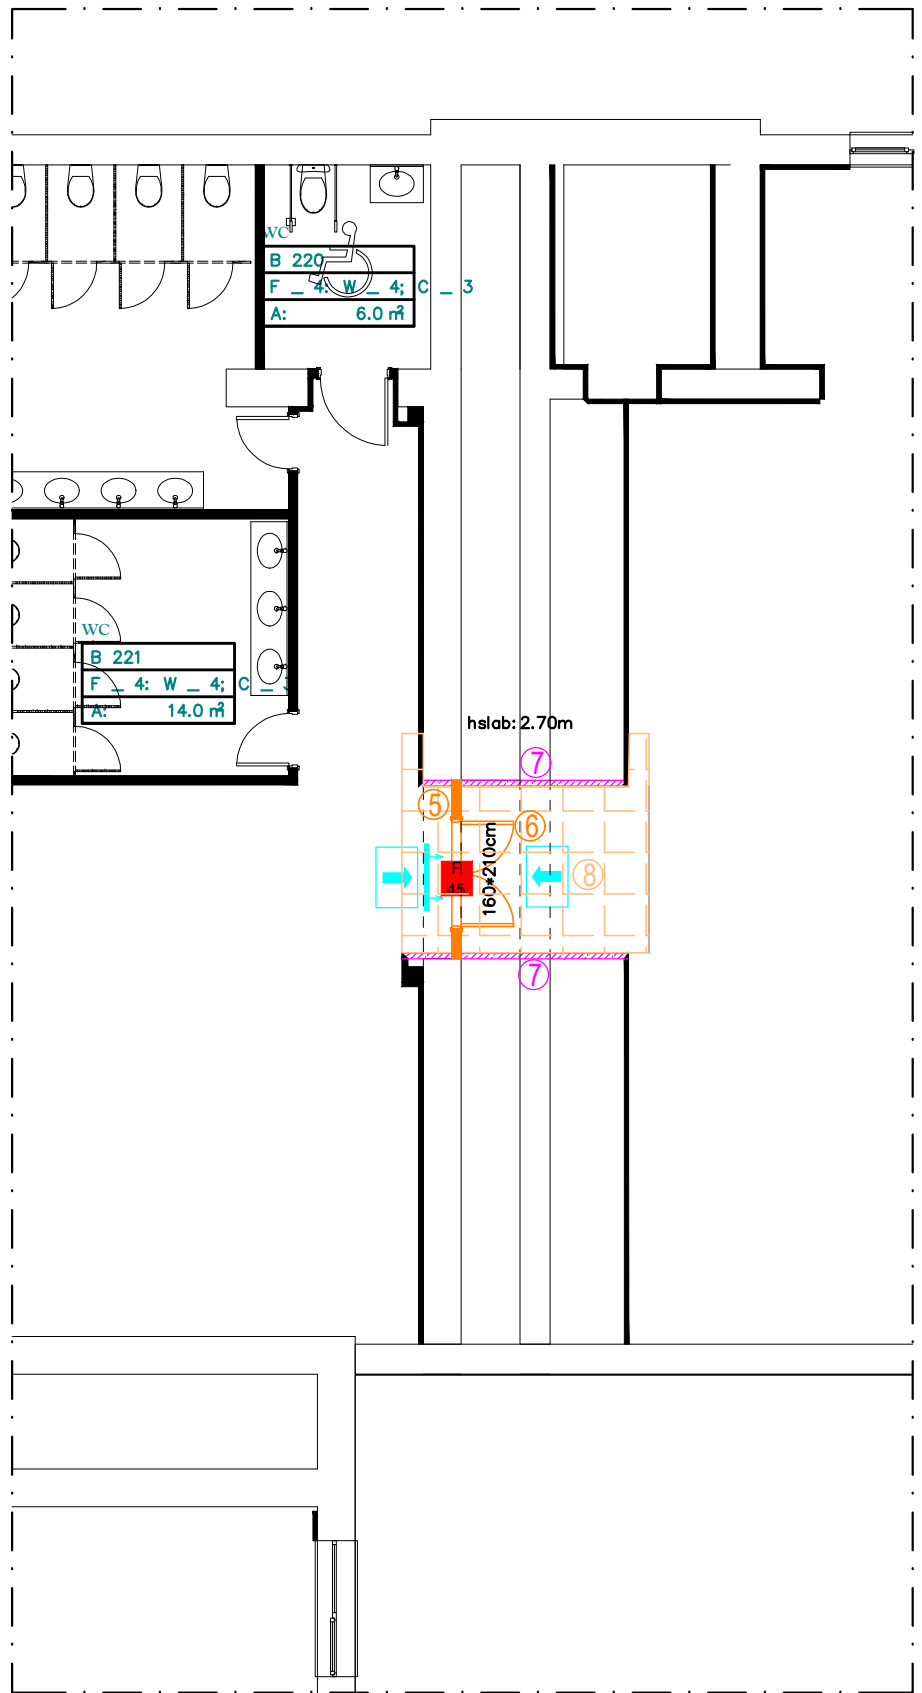 WC
B 220
F _ 4: W _ 4; C _ 3
A: 6.0 m²
WC
B 221
F _ 4: W _ 4; C _ 3
A: 14.0 m²
hslab: 2.70m
7
5
6
160*210cm
8
45
7